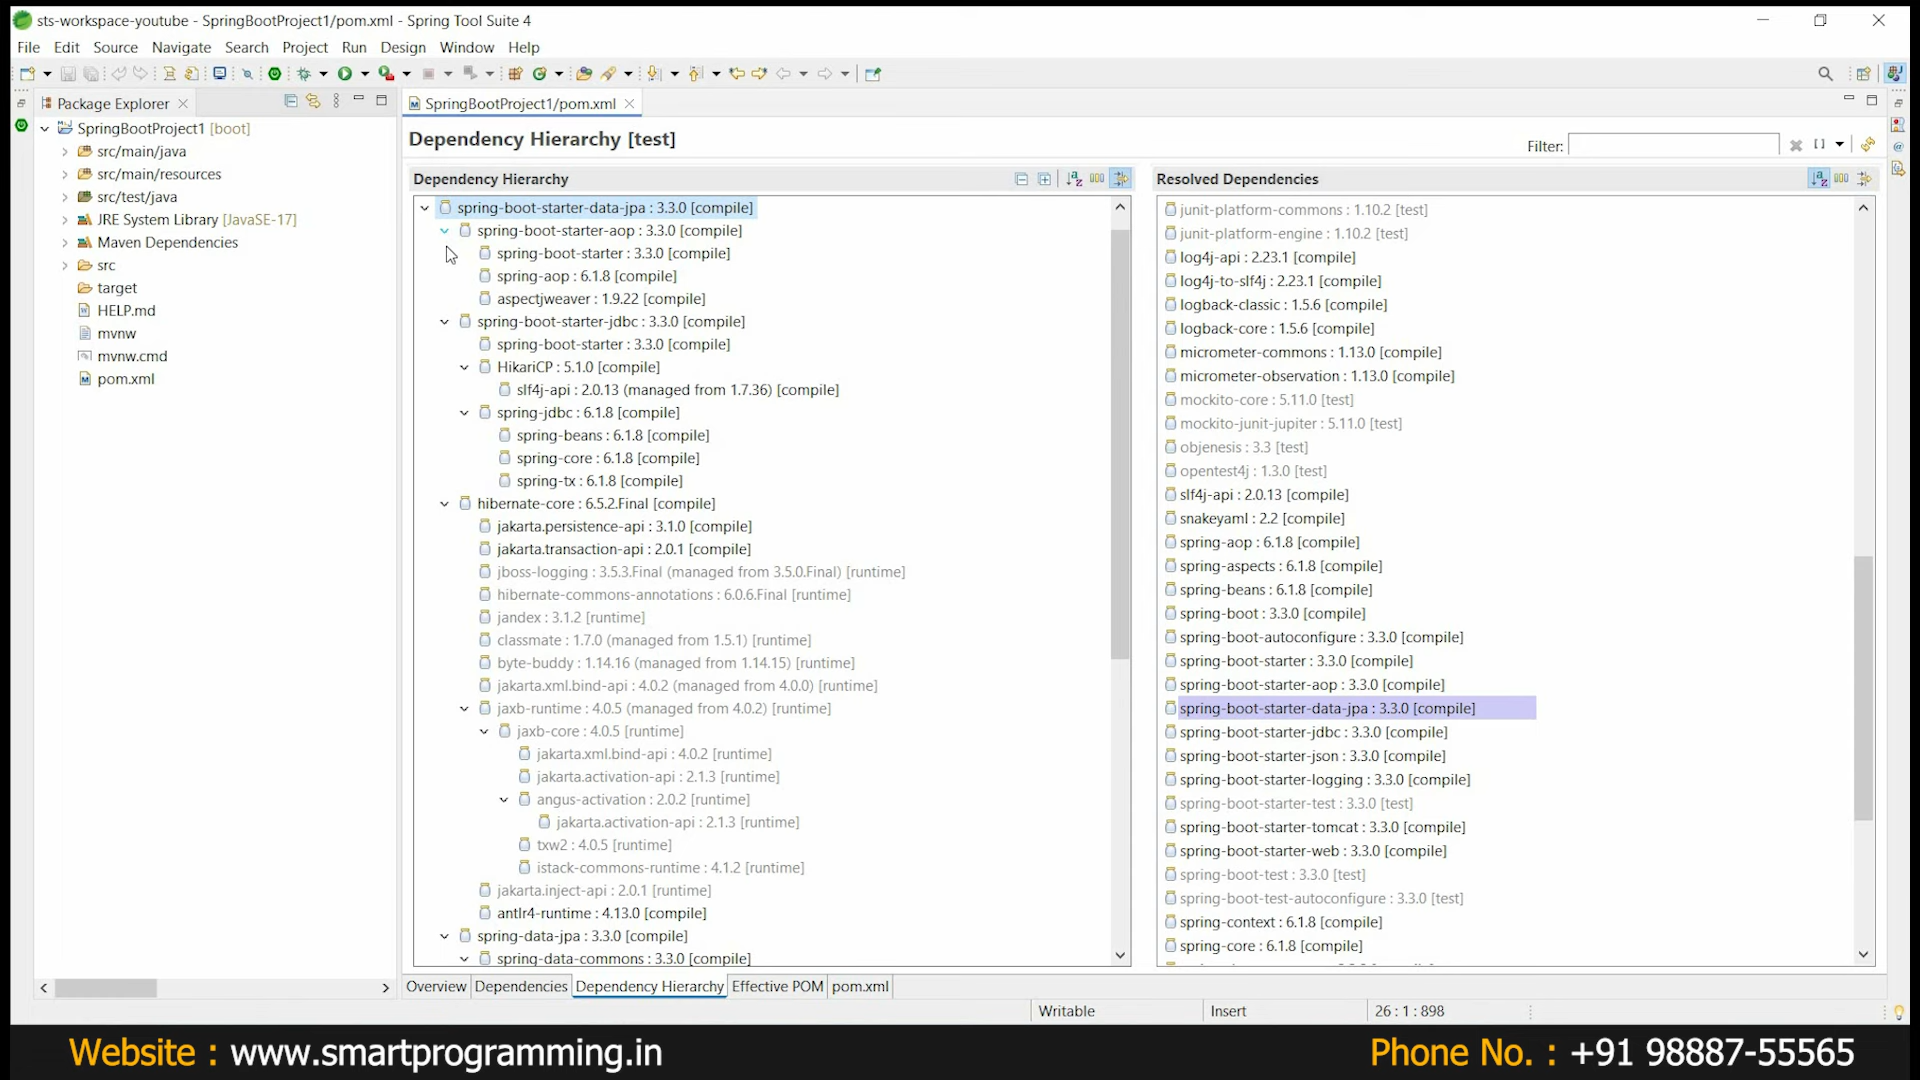 sts-workspace-youtube - SpringBootProject1/pom.xml - Spring Tool Suite 4
File Edit Source Navigate Search Project Run Design Window Help
Package Explorer
SpringBootProject1 [boot]
src/main/java
src/main/resources
src/test/java
JRE System Library [JavaSE-17]
Maven Dependencies
src
target
HELP.md
mvnw
mvnw.cmd
pom.xml
SpringBootProject1/pom.xml
Dependency Hierarchy [test]
Filter:
Dependency Hierarchy
spring-boot-starter-data-jpa : 3.3.0 [compile]
spring-boot-starter-aop : 3.3.0 [compile]
spring-boot-starter : 3.3.0 [compile]
spring-aop : 6.1.8 [compile]
aspectjweaver : 1.9.22 [compile]
spring-boot-starter-jdbc : 3.3.0 [compile]
spring-boot-starter : 3.3.0 [compile]
HikariCP : 5.1.0 [compile]
slf4j-api : 2.0.13 (managed from 1.7.36) [compile]
spring-jdbc : 6.1.8 [compile]
spring-beans : 6.1.8 [compile]
spring-core : 6.1.8 [compile]
spring-tx : 6.1.8 [compile]
hibernate-core : 6.5.2.Final [compile]
jakarta.persistence-api : 3.1.0 [compile]
jakarta.transaction-api : 2.0.1 [compile]
jboss-logging : 3.5.3.Final (managed from 3.5.0.Final) [runtime]
hibernate-commons-annotations : 6.0.6.Final [runtime]
jandex : 3.1.2 [runtime]
classmate : 1.7.0 (managed from 1.5.1) [runtime]
byte-buddy : 1.14.16 (managed from 1.14.15) [runtime]
jakarta.xml.bind-api : 4.0.2 (managed from 4.0.0) [runtime]
jaxb-runtime : 4.0.5 (managed from 4.0.2) [runtime]
jaxb-core : 4.0.5 [runtime]
jakarta.xml.bind-api : 4.0.2 [runtime]
jakarta.activation-api : 2.1.3 [runtime]
angus-activation : 2.0.2 [runtime]
jakarta.activation-api : 2.1.3 [runtime]
txw2 : 4.0.5 [runtime]
istack-commons-runtime : 4.1.2 [runtime]
jakarta.inject-api : 2.0.1 [runtime]
antlr4-runtime : 4.13.0 [compile]
spring-data-jpa : 3.3.0 [compile]
spring-data-commons : 3.3.0 [compile]
Resolved Dependencies
junit-platform-commons : 1.10.2 [test]
junit-platform-engine : 1.10.2 [test]
log4j-api : 2.23.1 [compile]
log4j-to-slf4j : 2.23.1 [compile]
logback-classic : 1.5.6 [compile]
logback-core : 1.5.6 [compile]
micrometer-commons : 1.13.0 [compile]
micrometer-observation : 1.13.0 [compile]
mockito-core : 5.11.0 [test]
mockito-junit-jupiter : 5.11.0 [test]
objenesis : 3.3 [test]
opentest4j : 1.3.0 [test]
slf4j-api : 2.0.13 [compile]
snakeyaml : 2.2 [compile]
spring-aop : 6.1.8 [compile]
spring-aspects : 6.1.8 [compile]
spring-beans : 6.1.8 [compile]
spring-boot : 3.3.0 [compile]
spring-boot-autoconfigure : 3.3.0 [compile]
spring-boot-starter : 3.3.0 [compile]
spring-boot-starter-aop : 3.3.0 [compile]
spring-boot-starter-data-jpa : 3.3.0 [compile]
spring-boot-starter-jdbc : 3.3.0 [compile]
spring-boot-starter-json : 3.3.0 [compile]
spring-boot-starter-logging : 3.3.0 [compile]
spring-boot-starter-test : 3.3.0 [test]
spring-boot-starter-tomcat : 3.3.0 [compile]
spring-boot-starter-web : 3.3.0 [compile]
spring-boot-test : 3.3.0 [test]
spring-boot-test-autoconfigure : 3.3.0 [test]
spring-context : 6.1.8 [compile]
spring-core : 6.1.8 [compile]
Overview Dependencies Dependency Hierarchy Effective POM pom.xml
Writable Insert 26 : 1 : 898
Website : www.smartprogramming.in Phone No. : +91 98887-55565